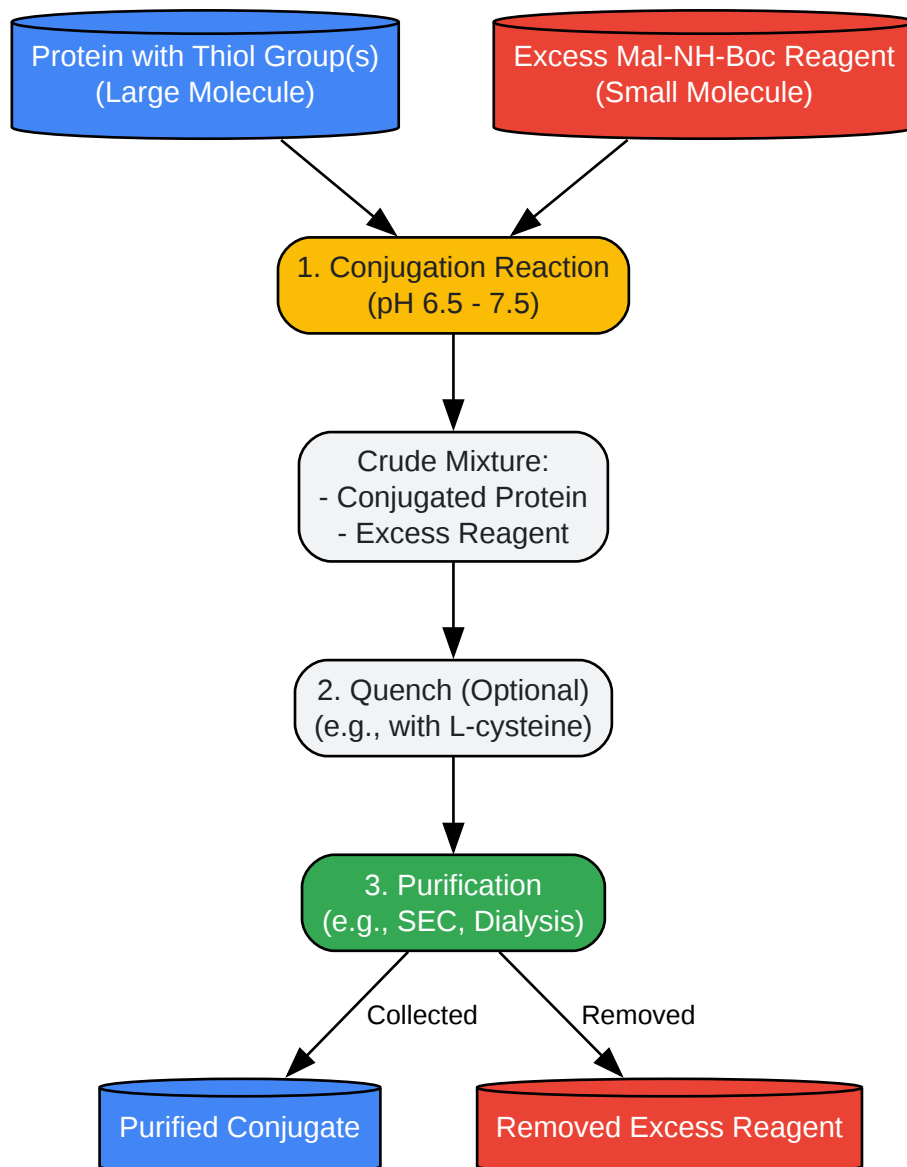 Protein with Thiol Group(s)
(Large Molecule)
Excess Mal-NH-Boc Reagent
(Small Molecule)
1. Conjugation Reaction
(pH 6.5 - 7.5)
Crude Mixture:
- Conjugated Protein
- Excess Reagent
2. Quench (Optional)
(e.g., with L-cysteine)
3. Purification
(e.g., SEC, Dialysis)
Collected
Removed
Purified Conjugate
Removed Excess Reagent